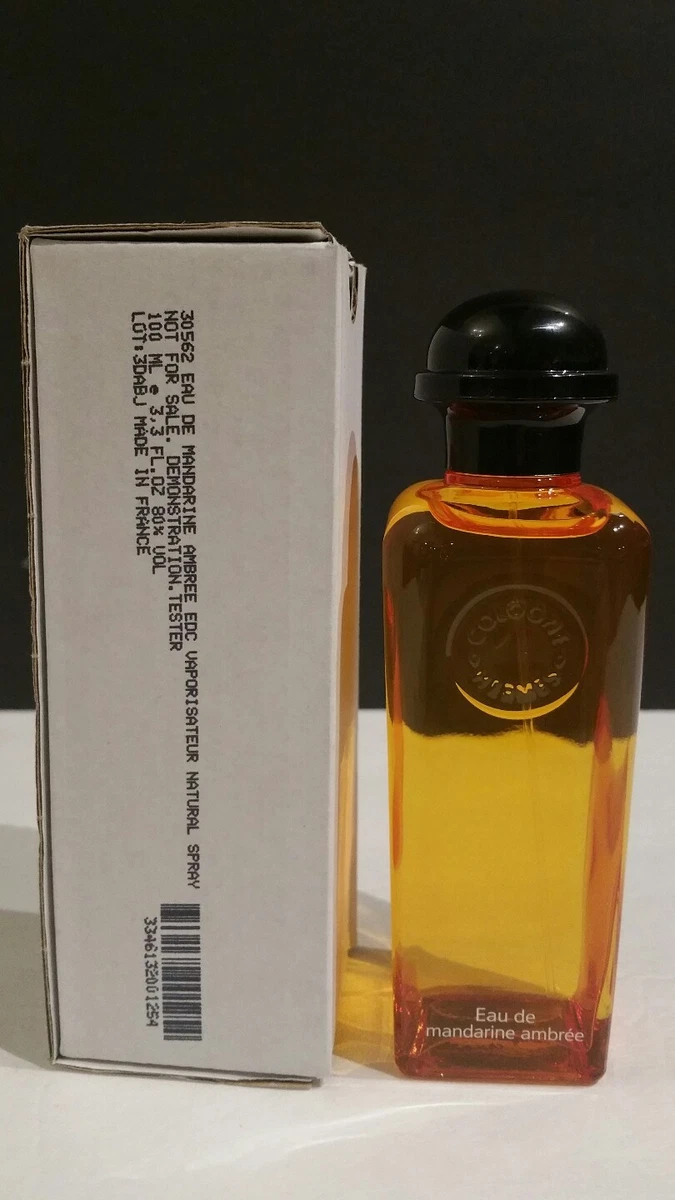 30562 EAU DE MANDARINE AMBREE EDC VAPORISATEUR NATURAL SPRAY
NOT FOR SALE. DEMONSTRATION.TESTER
100 ML e 3,3 FL.OZ 80% VOL
LOT:3DABJ MADE IN FRANCE
3346132001254
COLOGNE
HERMES
Eau de
mandarine ambrée